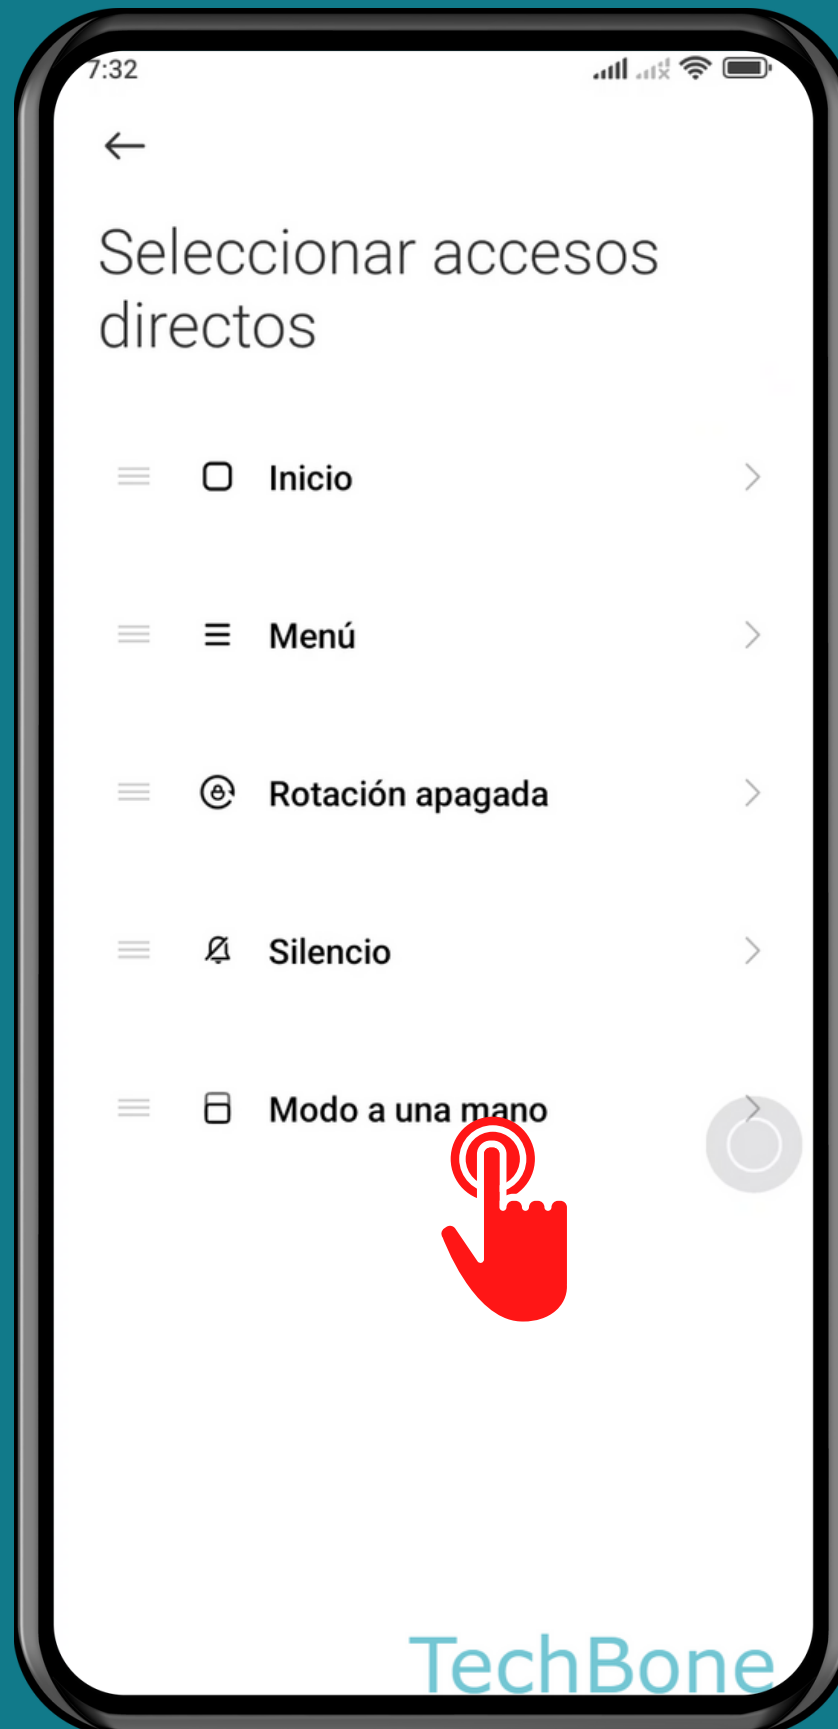 7:32
Seleccionar accesos
directos
Inicio
Menú
Rotación apagada
Silencio
Modo a una mano
TechBone